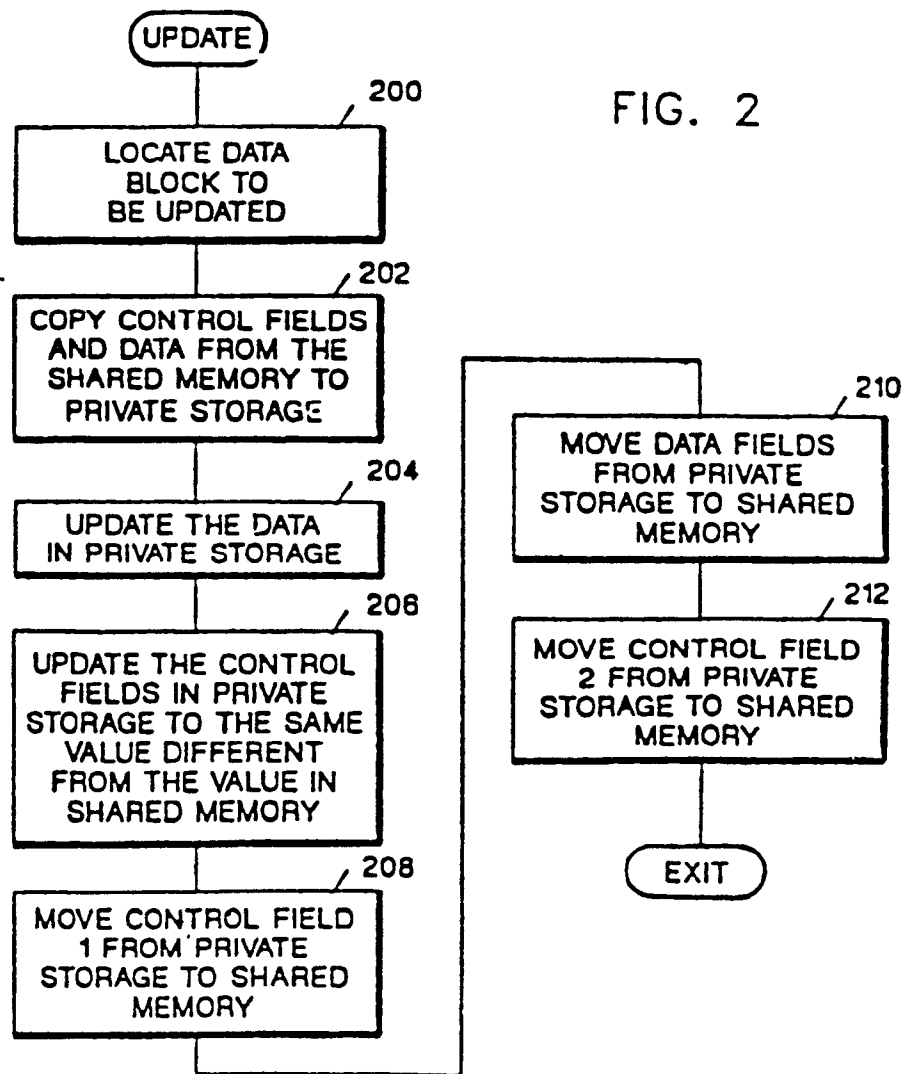 UPDATE
FIG. 2
200
LOCATE DATA
BLOCK TO
BE UPDATED
202
COPY CONTROL FIELDS
AND DATA FROM THE
SHARED MEMORY TO
PRIVATE STORAGE
204
UPDATE THE DATA
IN PRIVATE STORAGE
206
UPDATE THE CONTROL
FIELDS IN PRIVATE
STORAGE TO THE SAME
VALUE DIFFERENT
FROM THE VALUE IN
SHARED MEMORY
208
MOVE CONTROL FIELD
1 FROM PRIVATE
STORAGE TO SHARED
MEMORY
210
MOVE DATA FIELDS
FROM PRIVATE
STORAGE TO SHARED
MEMORY
212
MOVE CONTROL FIELD
2 FROM PRIVATE
STORAGE TO SHARED
MEMORY
EXIT